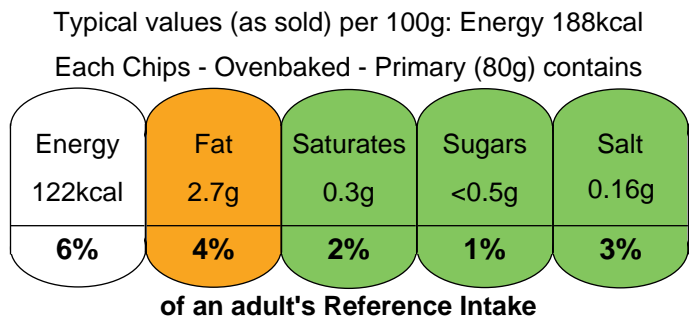 Typical values (as sold) per 100g: Energy 188kcal
Each Chips - Ovenbaked - Primary (80g) contains
Energy Fat Saturates Sugars Salt
122kcal 2.7g 0.3g <0.5g 0.16g
6% 4% 2% 1% 3%
of an adult's Reference Intake